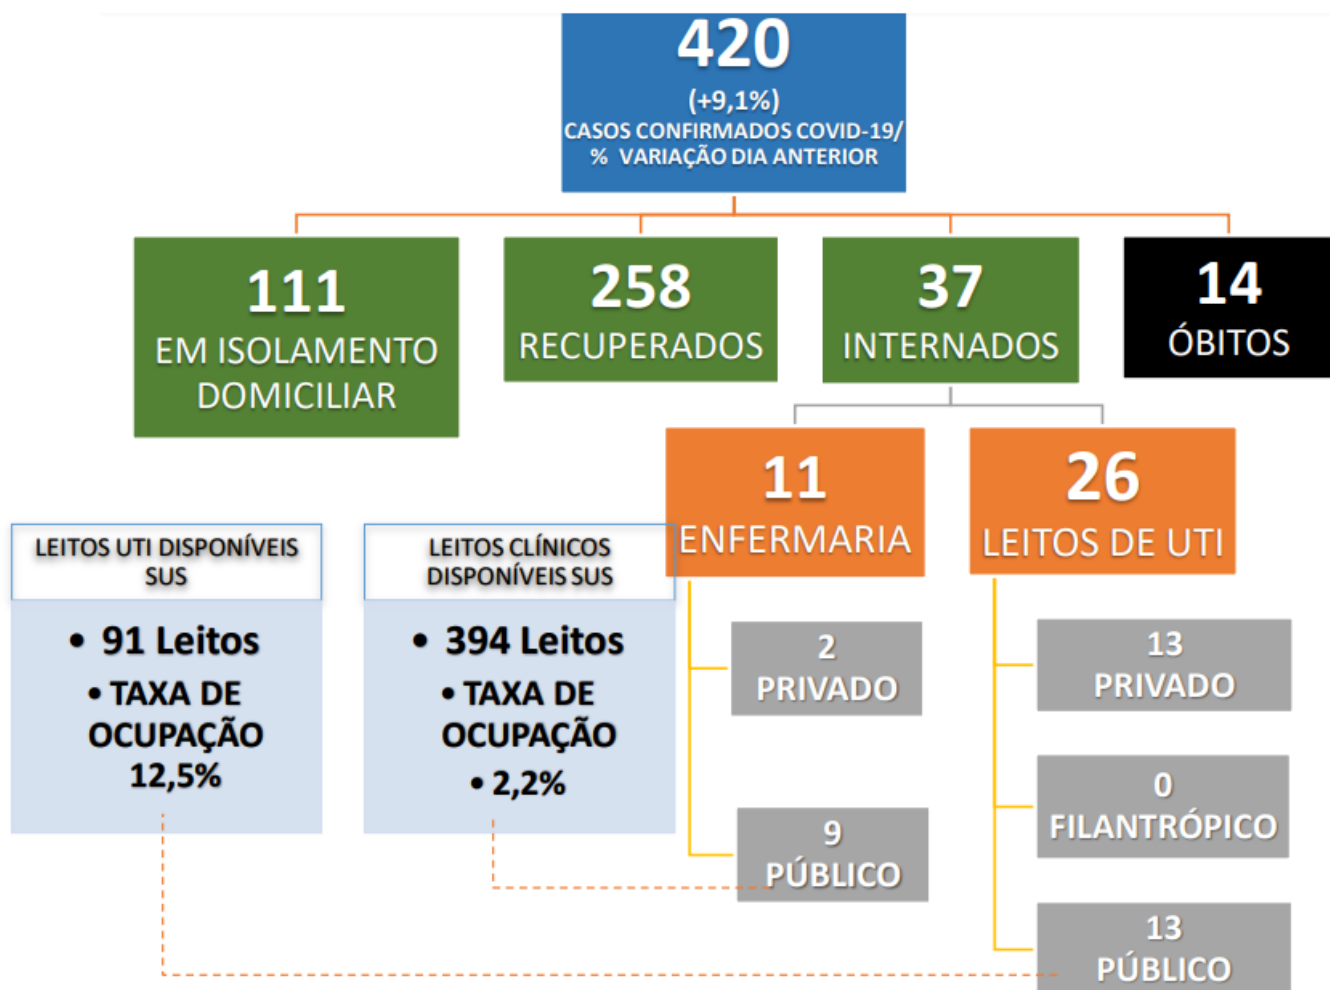 420
(+9,1%)
CASOS CONFIRMADOS COVID-19/
% VARIAÇÃO DIA ANTERIOR
111
EM ISOLAMENTO
DOMICILIAR
258
RECUPERADOS
37
INTERNADOS
14
ÓBITOS
11
ENFERMARIA
26
LEITOS DE UTI
LEITOS UTI DISPONÍVEIS
SUS
• 91 Leitos
• TAXA DE
OCUPAÇÃO
12,5%
LEITOS CLÍNICOS
DISPONÍVEIS SUS
• 394 Leitos
• TAXA DE
OCUPAÇÃO
• 2,2%
2
PRIVADO
9
PÚBLICO
13
PRIVADO
0
FILANTRÓPICO
13
PÚBLICO